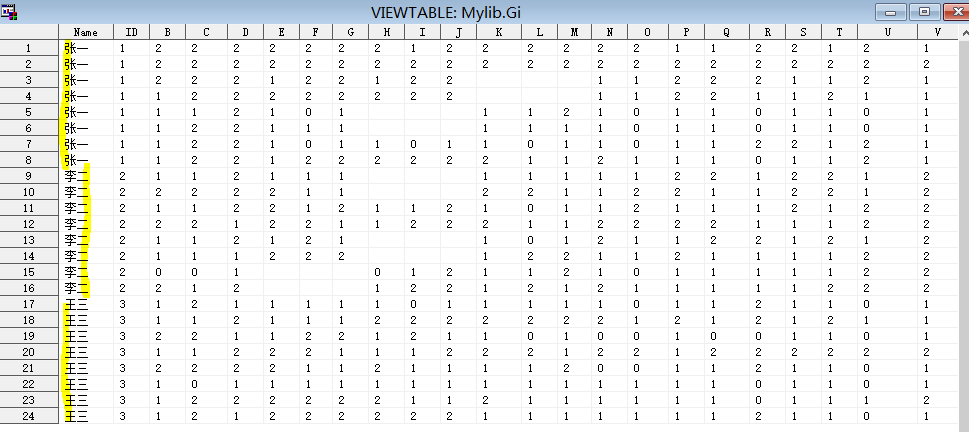 VIEWTABLE: Mylib.Gi
Name ID B C D E F G H I J K L M N O P Q R S T U V
1 张一 1 2 2 2 2 2 2 2 1 2 2 2 2 2 2 1 1 2 2 1 2 1
2 张一 1 2 2 2 2 2 2 2 2 2 2 2 2 2 2 2 2 2 2 2 2 2
3 张一 1 2 2 2 1 2 2 1 2 2 1 1 2 2 2 1 1 2 1
4 张一 1 1 2 2 2 2 2 2 2 2 1 1 2 2 1 1 2 1 1
5 张一 1 1 1 2 1 0 1 1 1 2 1 0 1 1 0 1 1 0 1
6 张一 1 1 2 2 1 1 1 1 1 1 1 0 1 1 0 1 1 0 1
7 张一 1 1 2 2 1 0 1 1 0 1 1 0 1 1 0 1 1 2 2 1 2 1
8 张一 1 1 2 2 1 2 2 2 2 2 2 1 1 2 1 1 1 0 1 1 2 1
9 李二 2 1 1 2 1 1 1 1 1 1 1 1 2 2 1 2 2 1 2
10 李二 2 2 2 2 2 1 1 2 2 1 1 2 2 1 1 2 2 2 2
11 李二 2 1 1 2 2 1 2 1 1 2 1 0 1 1 2 1 1 1 2 1 2 2
12 李二 2 2 2 1 2 2 1 1 2 2 2 1 1 2 2 2 2 1 1 2 2 2
13 李二 2 1 1 2 1 2 1 1 0 1 2 1 1 2 2 1 2 1 2
14 李二 2 1 1 1 2 2 2 1 2 2 1 1 2 1 1 1 1 2 2
15 李二 2 0 0 1 0 1 2 1 1 2 1 0 1 1 1 1 1 2 2
16 李二 2 2 1 2 1 2 2 1 2 1 2 1 1 1 1 1 2 2 2
17 王三 3 1 2 1 1 1 1 1 0 1 1 1 1 1 0 1 1 2 1 1 0 1
18 王三 3 1 1 2 1 1 1 2 2 2 2 2 2 2 1 2 1 2 1 2 1 2
19 王三 3 2 2 1 1 2 2 1 2 1 1 0 1 0 0 1 0 0 1 1 0 1
20 王三 3 1 1 2 2 2 1 1 1 2 2 2 1 2 2 1 2 2 2 2 2 2
21 王三 3 2 2 2 2 1 1 2 1 1 1 1 2 0 0 1 1 2 1 1 0 1
22 王三 3 1 0 1 1 1 1 1 1 1 1 1 1 1 1 1 1 0 1 1 0 1
23 王三 3 1 2 2 2 2 2 2 1 1 2 1 1 1 1 1 1 0 1 1 1 2
24 王三 3 1 2 1 2 2 2 2 2 2 1 1 1 1 1 1 1 2 1 1 0 1